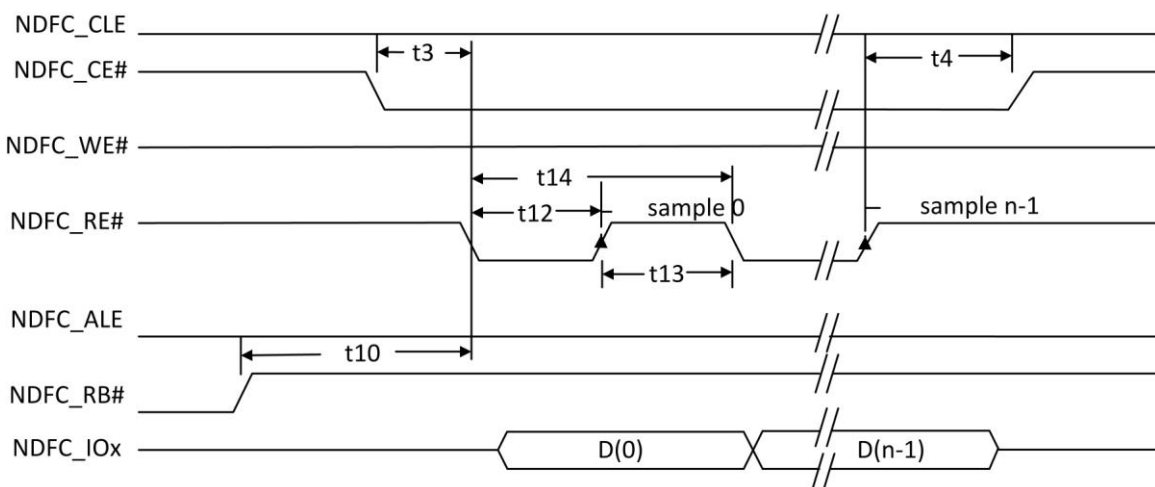 NDFC_CLE
t3
t4
NDFC_CE#
NDFC_WE#
t14
t12
sample 0
sample n-1
NDFC_RE#
t13
NDFC_ALE
t10
NDFC_RB#
NDFC_IOx
D(0)
D(n-1)